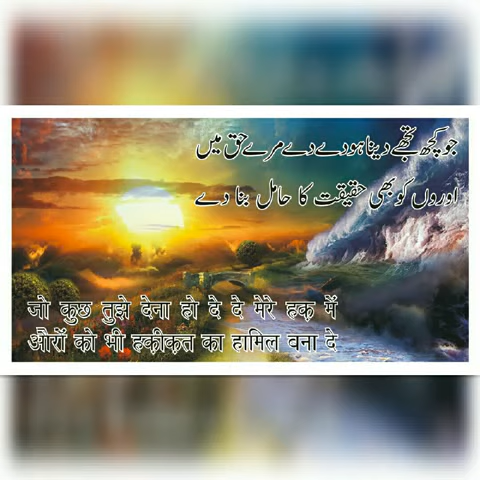 جو کچھ تجھے دینا ہو دے دے مرے حق میں
اوروں کو بھی حقیقت کا حامل بنا دے
जो कुछ तुझे देना हो दे दे मेरे हक़ में
औरों को भी हक़ीक़त का हामिल बना दे